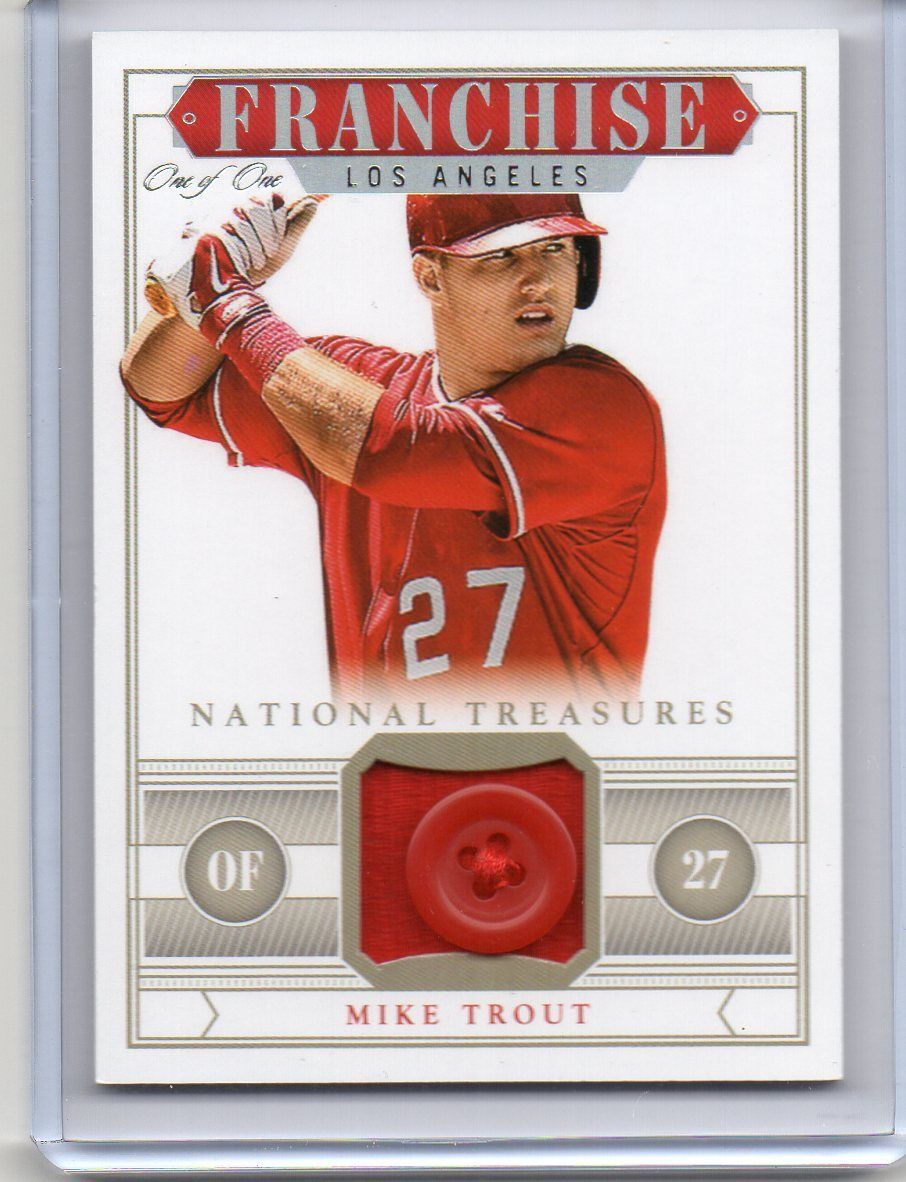 FRANCHISE
LOS ANGELES
One of One
27
NATIONAL TREASURES
OF
27
MIKE TROUT